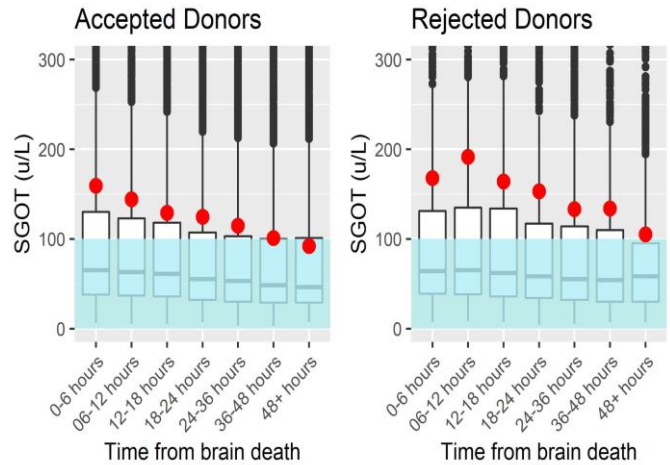 Accepted Donors
SGOT (u/L)
300
200
100
0
0-6 hours
06-12 hours
12-18 hours
18-24 hours
24-36 hours
36-48 hours
48+ hours
Time from brain death
Rejected Donors
SGOT (u/L)
300
200
100
0
0-6 hours
06-12 hours
12-18 hours
18-24 hours
24-36 hours
36-48 hours
48+ hours
Time from brain death